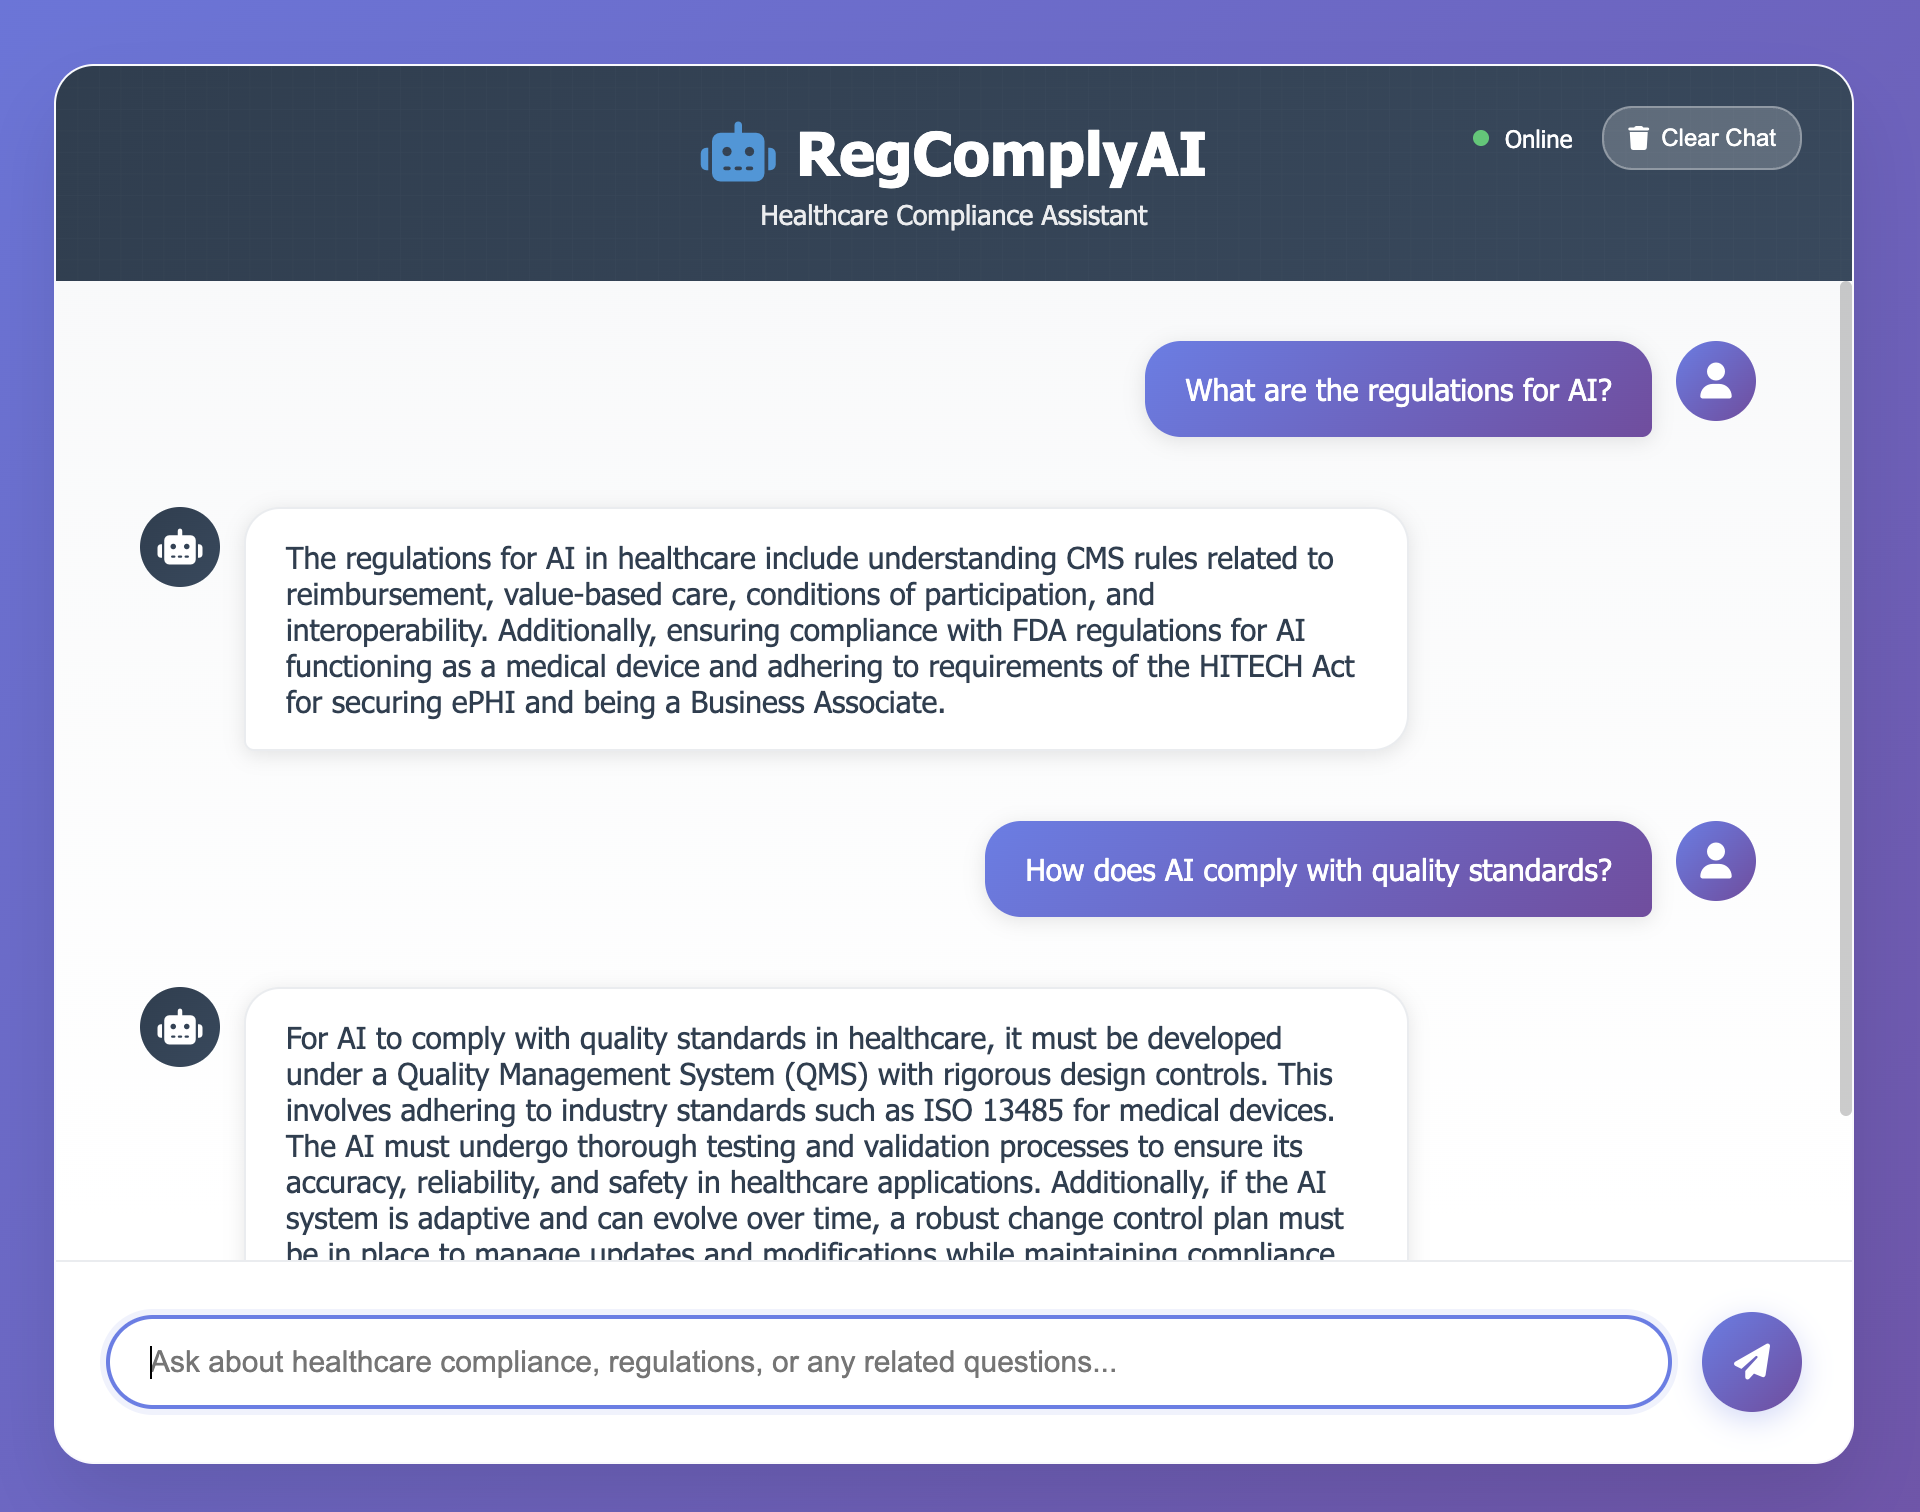 RegComplyAI
Healthcare Compliance Assistant
Online
Clear Chat
What are the regulations for AI?
The regulations for AI in healthcare include understanding CMS rules related to
reimbursement, value-based care, conditions of participation, and
interoperability. Additionally, ensuring compliance with FDA regulations for AI
functioning as a medical device and adhering to requirements of the HITECH Act
for securing ePHI and being a Business Associate.
How does AI comply with quality standards?
For AI to comply with quality standards in healthcare, it must be developed
under a Quality Management System (QMS) with rigorous design controls. This
involves adhering to industry standards such as ISO 13485 for medical devices.
The AI must undergo thorough testing and validation processes to ensure its
accuracy, reliability, and safety in healthcare applications. Additionally, if the AI
system is adaptive and can evolve over time, a robust change control plan must
be in place to manage updates and modifications while maintaining compliance
Ask about healthcare compliance, regulations, or any related questions...